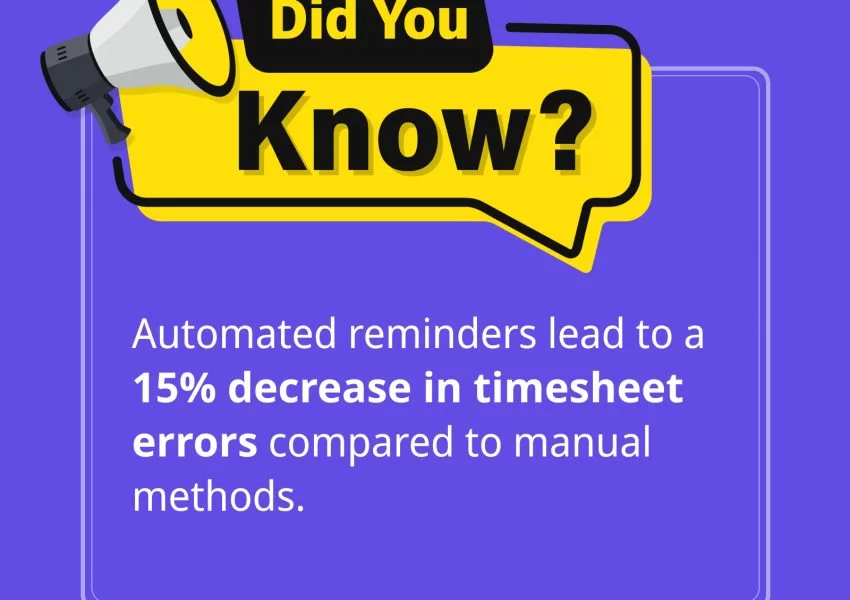 Did You
Know?
Automated reminders lead to a
15% decrease in timesheet
errors compared to manual
methods.